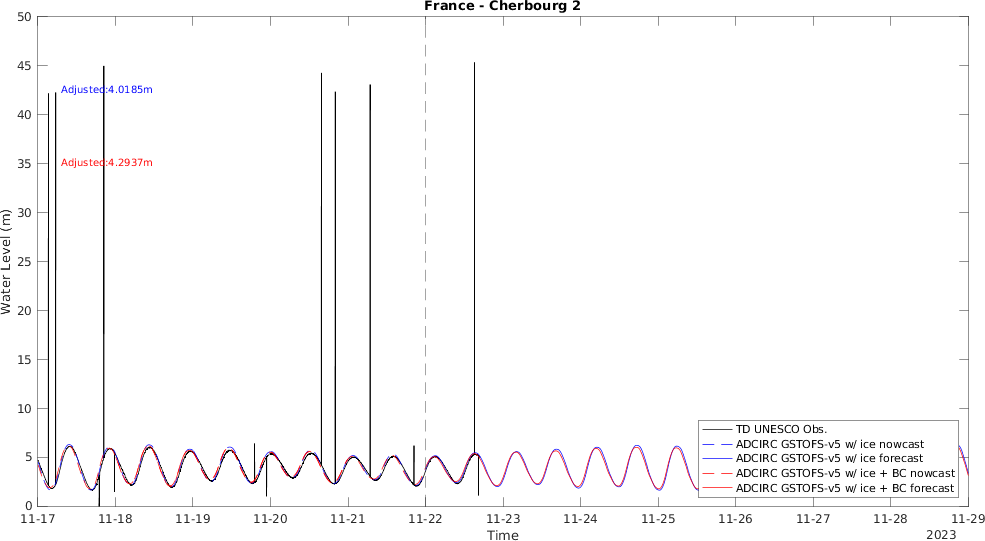 France - Cherbourg 2
50
45
40
35
30
25
20
15
10
5
0
Water Level (m)
Adjusted:4.0185m
Adjusted:4.2937m
TD UNESCO Obs.
ADCIRC GSTOFS-v5 w/ ice nowcast
ADCIRC GSTOFS-v5 w/ ice forecast
ADCIRC GSTOFS-v5 w/ ice + BC nowcast
ADCIRC GSTOFS-v5 w/ ice + BC forecast
11-17 11-18 11-19 11-20 11-21 11-22 11-23 11-24 11-25 11-26 11-27 11-28 11-29
Time
2023